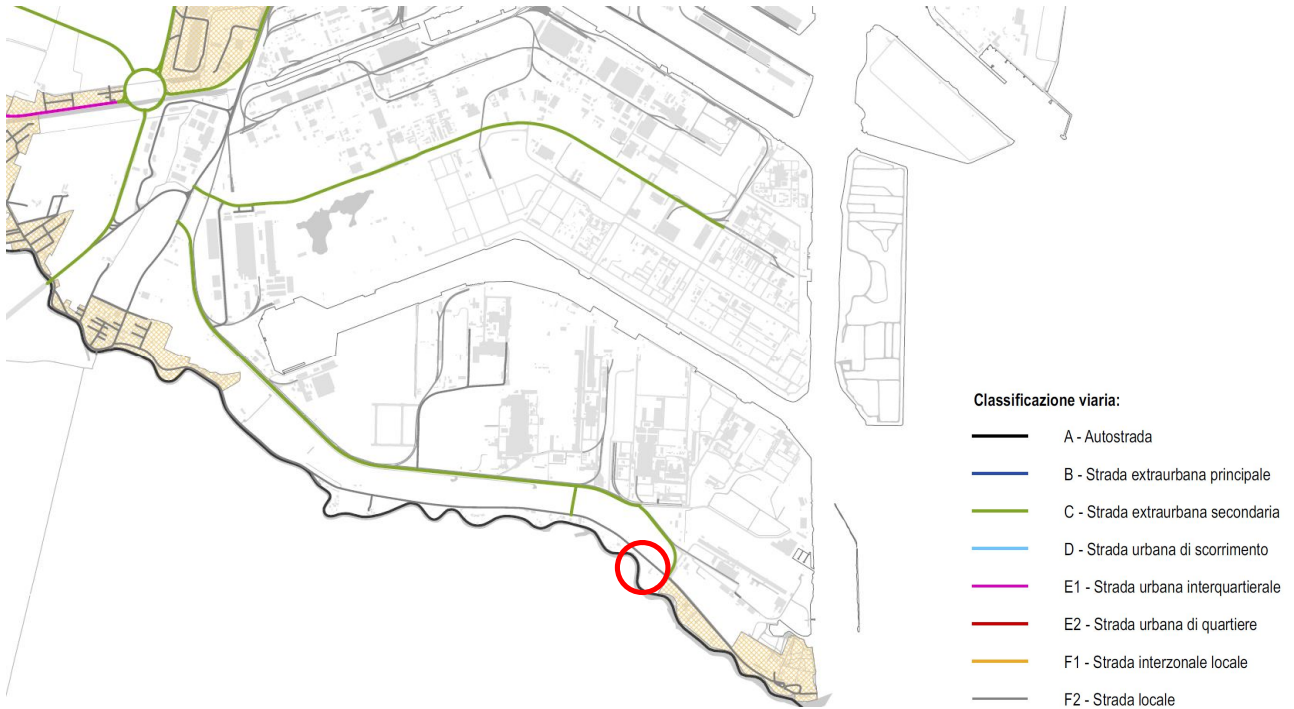 Classificazione viaria:
A - Autostrada
B - Strada extraurbana principale
C - Strada extraurbana secondaria
D - Strada urbana di scorrimento
E1 - Strada urbana interquartierale
E2 - Strada urbana di quartiere
F1 - Strada interzonale locale
F2 - Strada locale